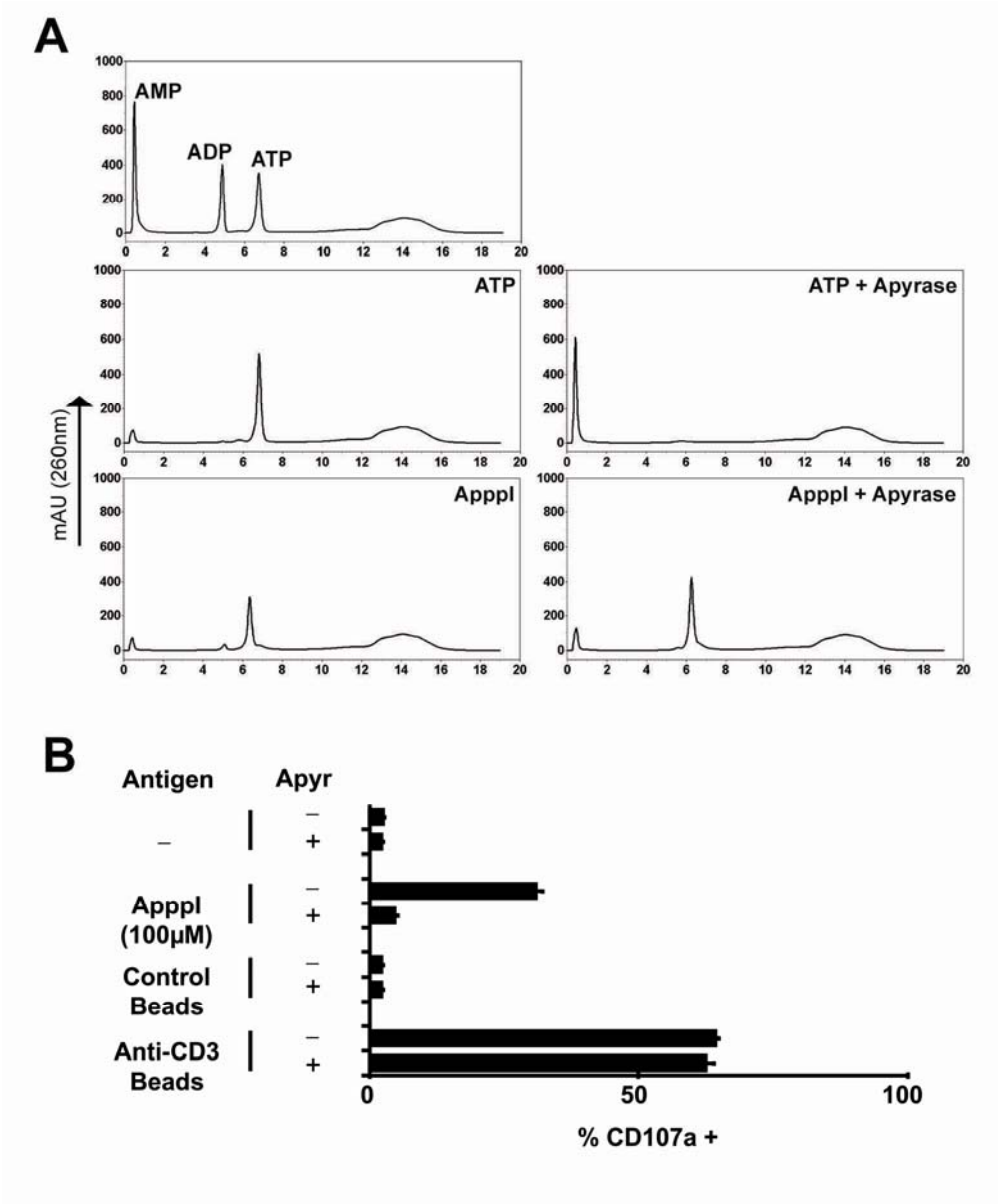 A
1000
800
600
400
200
0
AMP
ADP
ATP
0 2 4 6 8 10 12 14 16 18 20
1000
800
600
400
200
0
ATP
0 2 4 6 8 10 12 14 16 18 20
1000
800
600
400
200
0
ATP + Apyrase
0 2 4 6 8 10 12 14 16 18 20
mAU (260nm)
1000
800
600
400
200
0
ApppI
0 2 4 6 8 10 12 14 16 18 20
1000
800
600
400
200
0
ApppI + Apyrase
0 2 4 6 8 10 12 14 16 18 20
B
Antigen Apyr
–
– +
–
ApppI +
(100µM)
–
Control +
Beads
–
Anti-CD3 +
Beads
0 50 100
% CD107a +